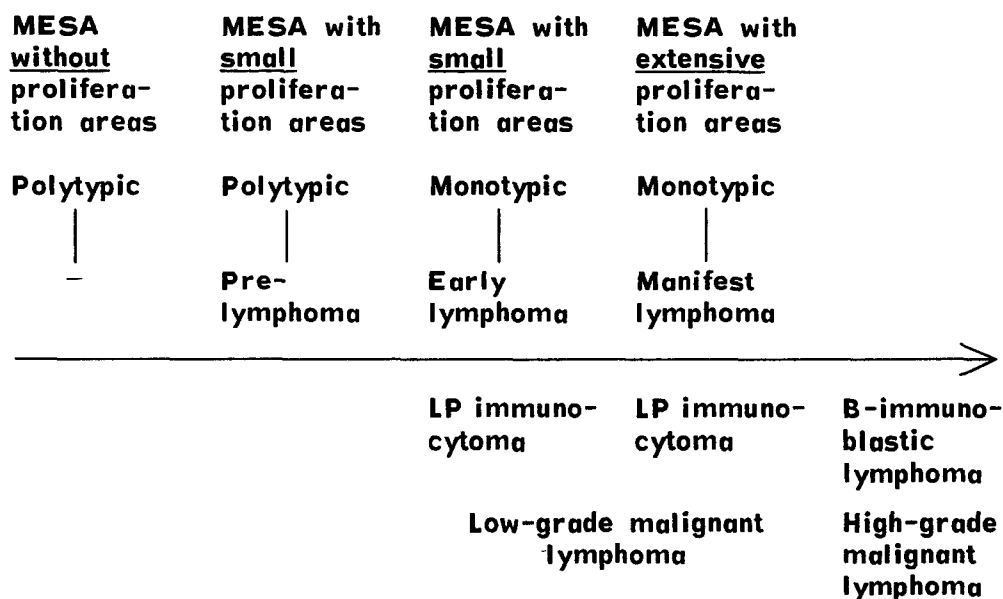 MESA
without
prolifera-
tion areas
MESA with
small
prolifera-
tion areas
MESA with
small
prolifera-
tion areas
MESA with
extensive
prolifera-
tion areas
Polytypic
Polytypic
Monotypic
Monotypic
–
Pre-
lymphoma
Early
lymphoma
Manifest
lymphoma
LP immuno-
cytoma
LP immuno-
cytoma
B-immuno-
blastic
lymphoma
Low-grade malignant
lymphoma
High-grade
malignant
lymphoma